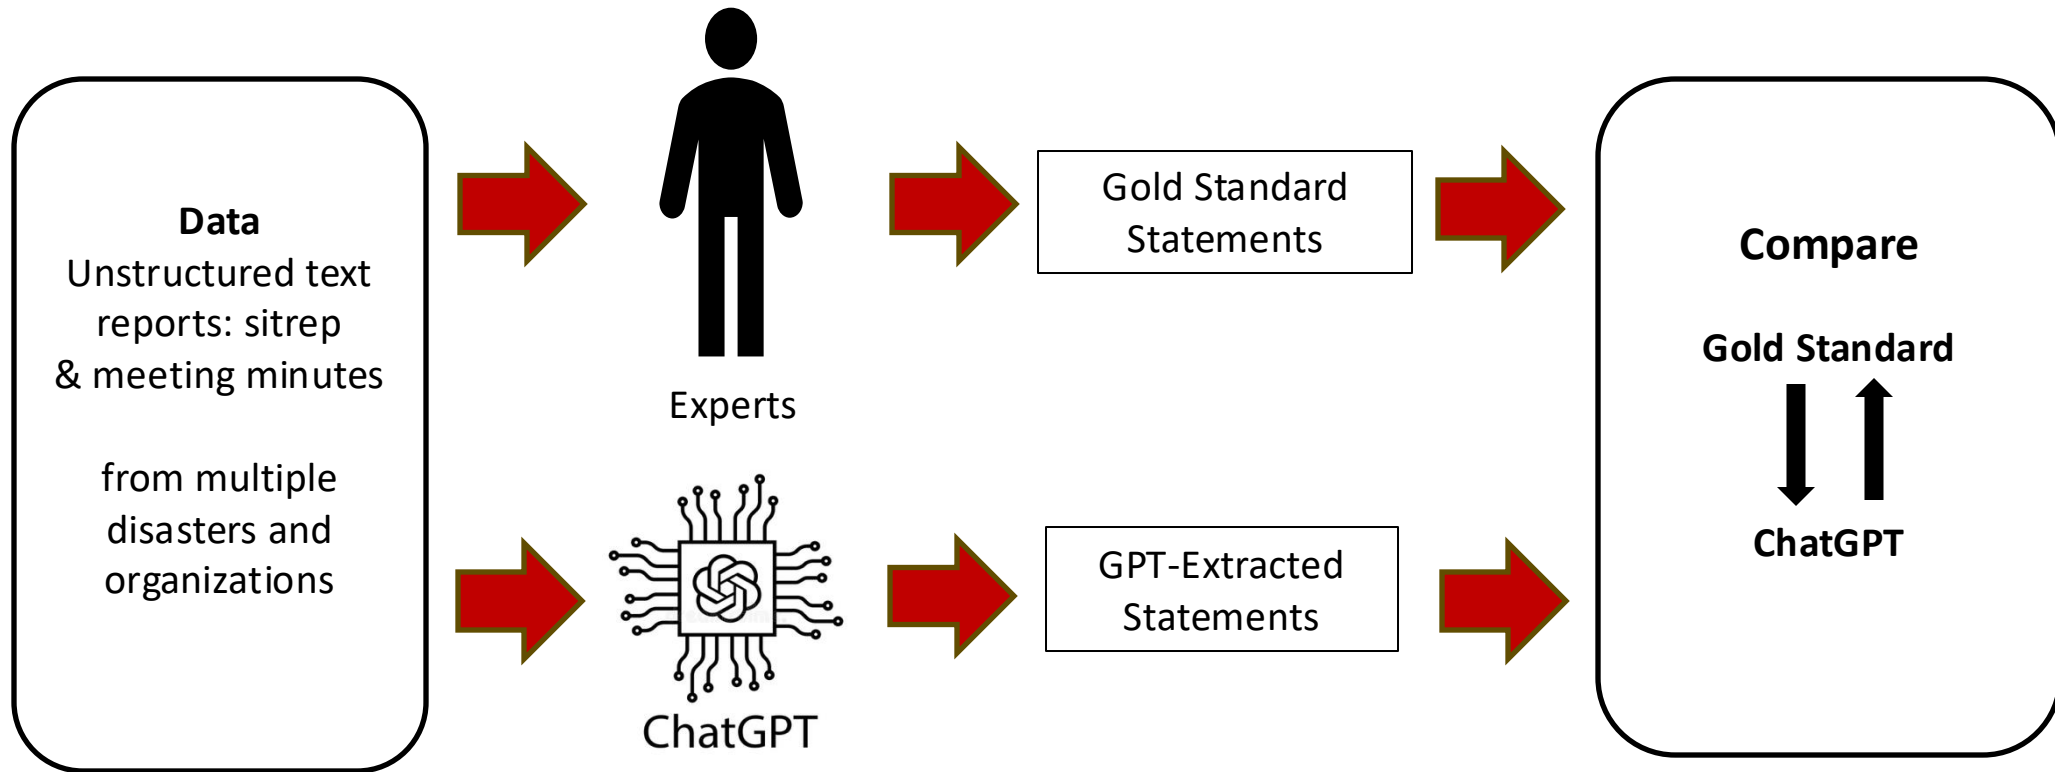 Data
Unstructured text
reports: sitrep
& meeting minutes
from multiple
disasters and
organizations
Experts
ChatGPT
Gold Standard
Statements
GPT-Extracted
Statements
Compare
Gold Standard
ChatGPT